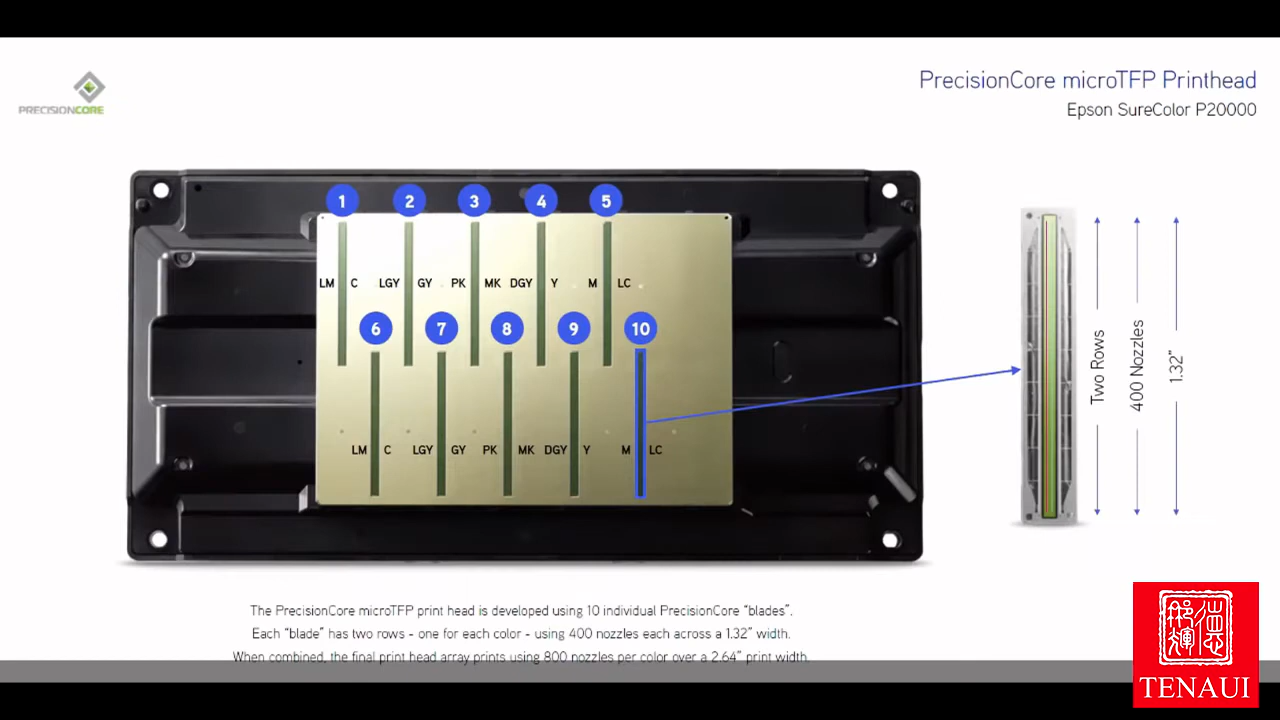 PrecisionCore microTFP Printhead
PRECISIONCORE
Epson SureColor P20000
1 2 3 4 5
LM C LGY GY PK MK DGY Y M LC
6 7 8 9 10
Two Rows
400 Nozzles
1.32”
LM C LGY GY PK MK DGY Y M LC
The PrecisionCore microTFP print head is developed using 10 individual PrecisionCore “blades”.
Each “blade” has two rows - one for each color - using 400 nozzles each across a 1.32” width.
When combined, the final print head array prints using 800 nozzles per color over a 2.64” print width.
TENAUI